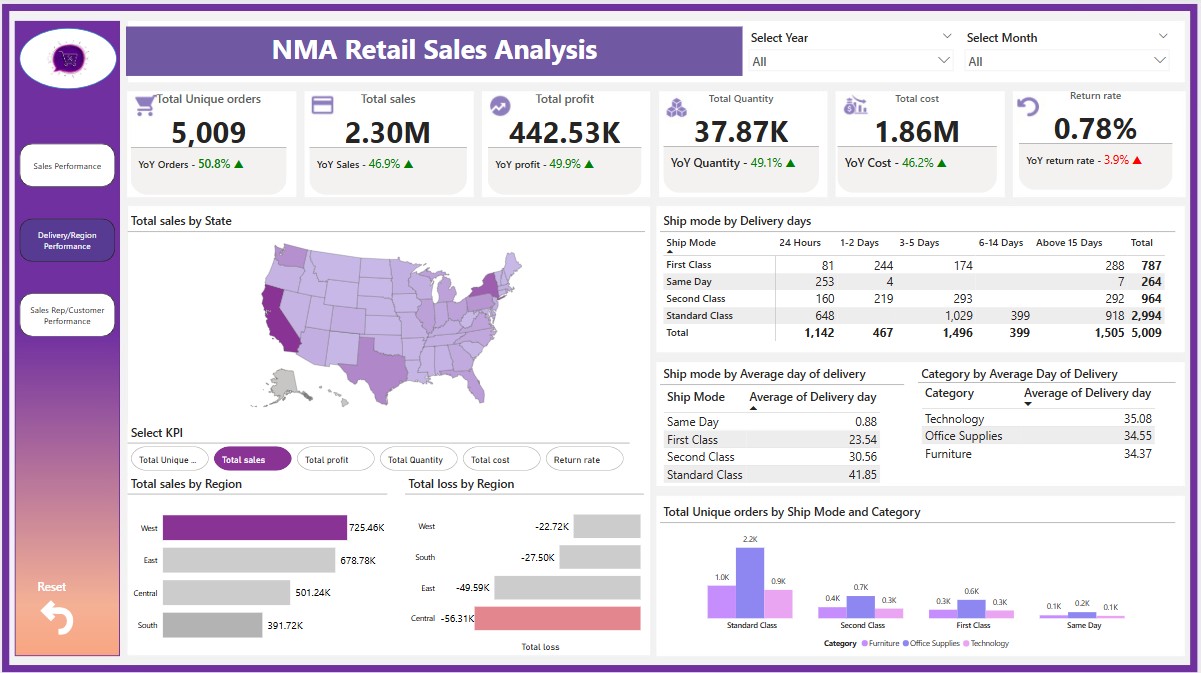 NMA Retail Sales Analysis
Select Year
All
Select Month
All
Sales Performance
Delivery/Region
Performance
Sales Rep/Customer
Performance
Reset
Total Unique orders
5,009
YoY Orders - 50.8% ▲
Total sales
2.30M
YoY Sales - 46.9% ▲
Total profit
442.53K
YoY profit - 49.9% ▲
Total Quantity
37.87K
YoY Quantity - 49.1% ▲
Total cost
1.86M
YoY Cost - 46.2% ▲
Return rate
0.78%
YoY return rate - 3.9% ▲
Total sales by State
Select KPI
Total Unique ...
Total sales
Total profit
Total Quantity
Total cost
Return rate
Total sales by Region
West 725.46K
East 678.78K
Central 501.24K
South 391.72K
Total loss by Region
West -22.72K
South -27.50K
East -49.59K
Central -56.31K
Total loss
Ship mode by Delivery days
Ship Mode 24 Hours 1-2 Days 3-5 Days 6-14 Days Above 15 Days Total
First Class 81 244 174 288 787
Same Day 253 4 7 264
Second Class 160 219 293 292 964
Standard Class 648 1,029 399 918 2,994
Total 1,142 467 1,496 399 1,505 5,009
Ship mode by Average day of delivery
Ship Mode Average of Delivery day
Same Day 0.88
First Class 23.54
Second Class 30.56
Standard Class 41.85
Category by Average Day of Delivery
Category Average of Delivery day
Technology 35.08
Office Supplies 34.55
Furniture 34.37
Total Unique orders by Ship Mode and Category
1.0K 2.2K 0.9K
0.4K 0.7K 0.3K
0.3K 0.6K 0.3K
0.1K 0.2K 0.1K
Standard Class Second Class First Class Same Day
Category Furniture Office Supplies Technology